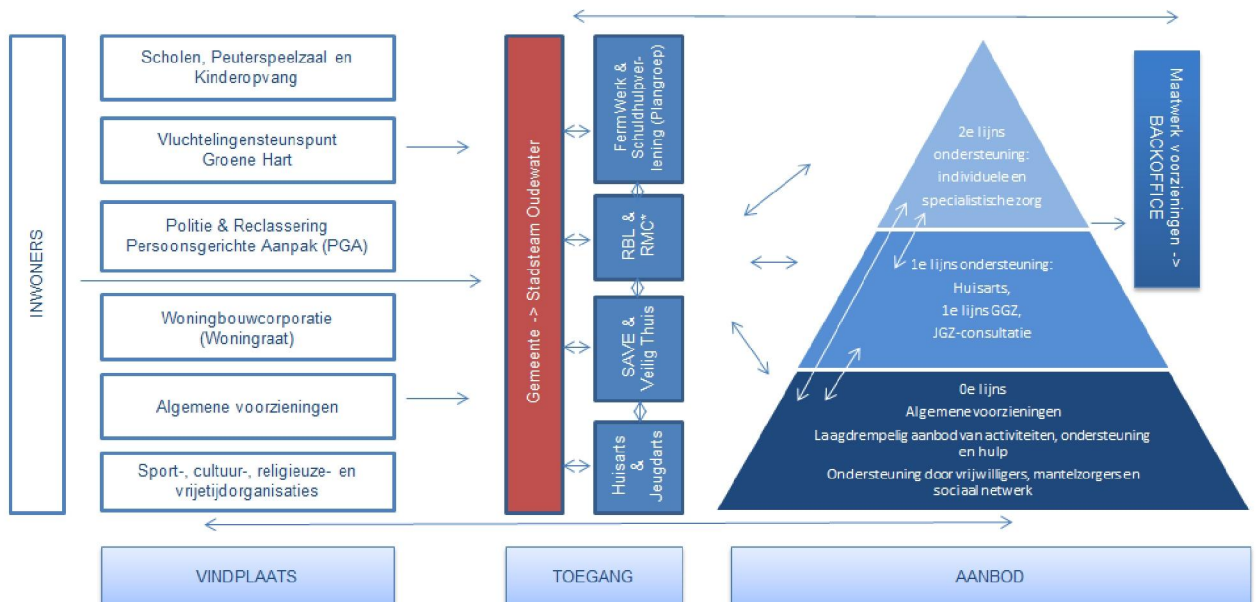 INWONERS
Scholen, Peuterspeelzaal en
Kinderopvang
Vluchtelingensteunspunt
Groene Hart
Politie & Reclassering
Persoonsgerichte Aanpak (PGA)
Woningbouwcorporatie
(Woningraat)
Algemene voorzieningen
Sport-, cultuur-, religieuze- en
vrijetijdorganisaties
Gemeente -> Stadsteam Oudewater
FermWerk &
Schuldhulpver-
lening (Plangroep)
RBL &
RMC*
SAVE &
Veilig Thuis
Huisarts
&
Jeugdarts
2e lijns
ondersteuning:
individuele en
specialistische zorg
1e lijns ondersteuning:
Huisarts,
1e lijns GGZ,
JGZ-consultatie
0e lijns
Algemene voorzieningen
Laagdrempelig aanbod van activiteiten, ondersteuning
en hulp
Ondersteuning door vrijwilligers, mantelzorgers en
sociaal netwerk
Maatwerk voorzieningen ->
BACKOFFICE
VINDPLAATS
TOEGANG
AANBOD